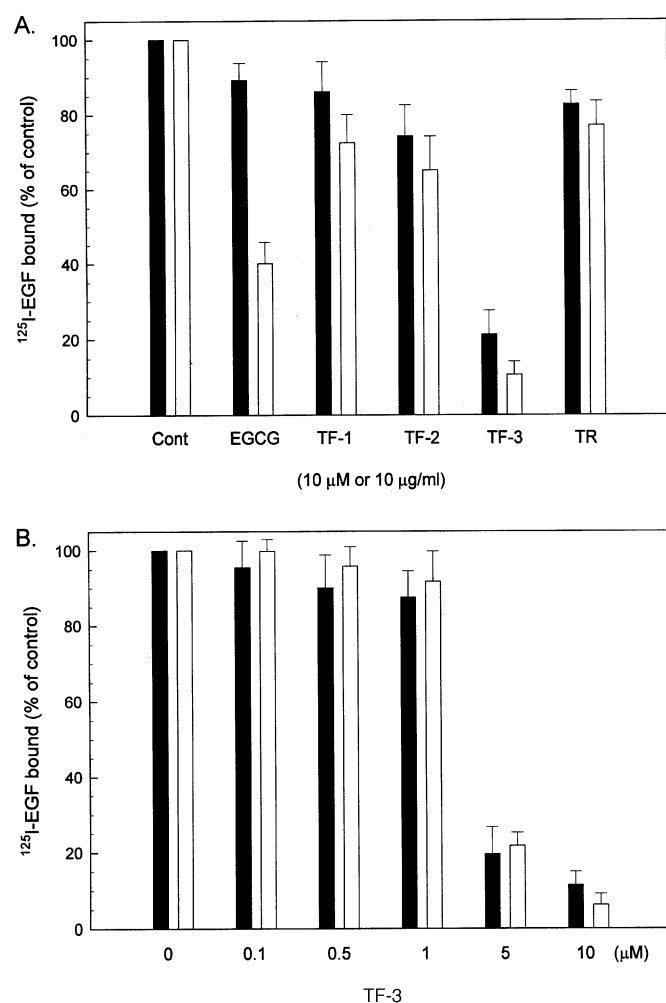 A.
¹²⁵I-EGF bound (% of control)
100
80
60
40
20
0
Cont EGCG TF-1 TF-2 TF-3 TR
(10 μM or 10 μg/ml)
B.
¹²⁵I-EGF bound (% of control)
100
80
60
40
20
0
0 0.1 0.5 1 5 10 (μM)
TF-3